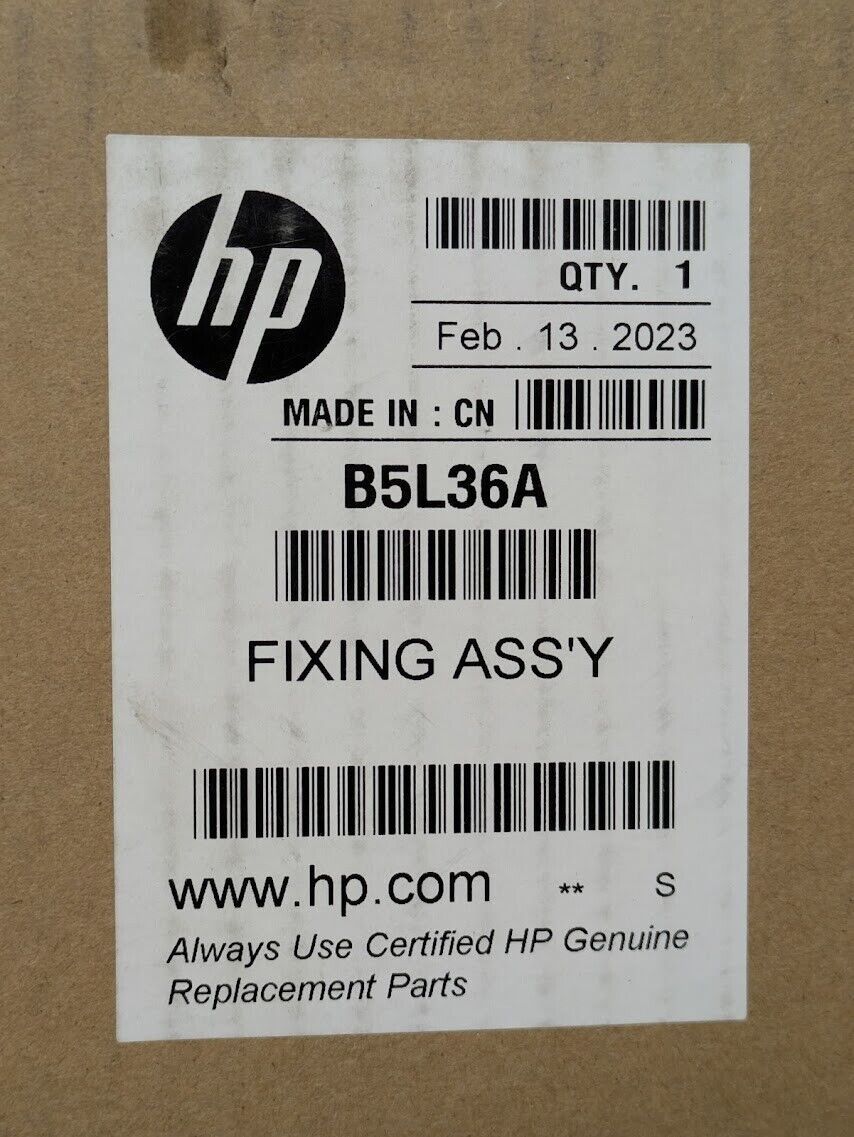 hp
QTY. 1
Feb . 13 . 2023
MADE IN : CN
B5L36A
FIXING ASS'Y
www.hp.com ** S
Always Use Certified HP Genuine
Replacement Parts